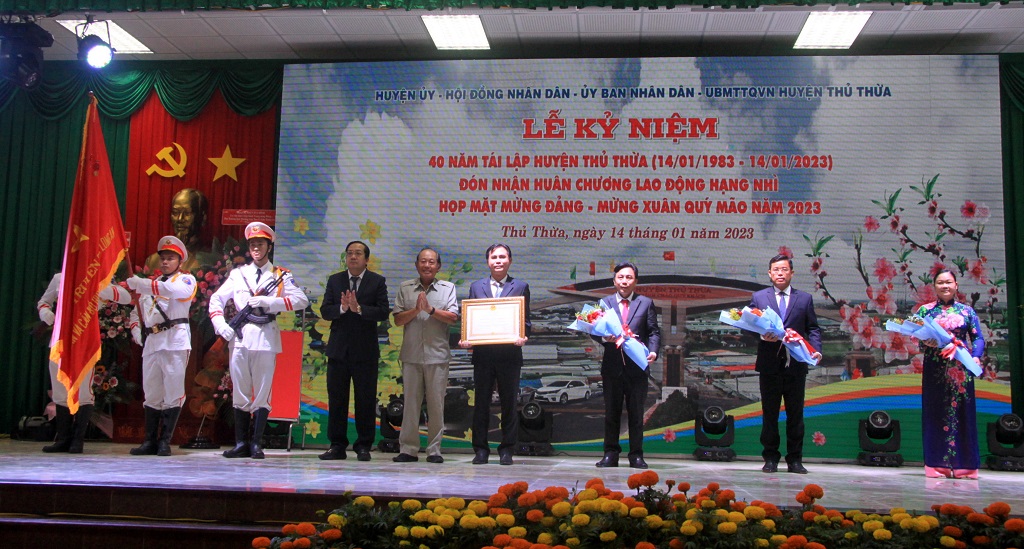 HUYỆN ỦY - HỘI ĐỒNG NHÂN DÂN - ỦY BAN NHÂN DÂN - UBMTTQVN HUYỆN THỦ THỪA
LỄ KỶ NIỆM
40 NĂM TÁI LẬP HUYỆN THỦ THỪA (14/01/1983 - 14/01/2023)
ĐÓN NHẬN HUÂN CHƯƠNG LAO ĐỘNG HẠNG NHÌ
HỌP MẶT MỪNG ĐẢNG - MỪNG XUÂN QUÝ MÃO NĂM 2023
Thủ Thừa, ngày 14 tháng 01 năm 2023